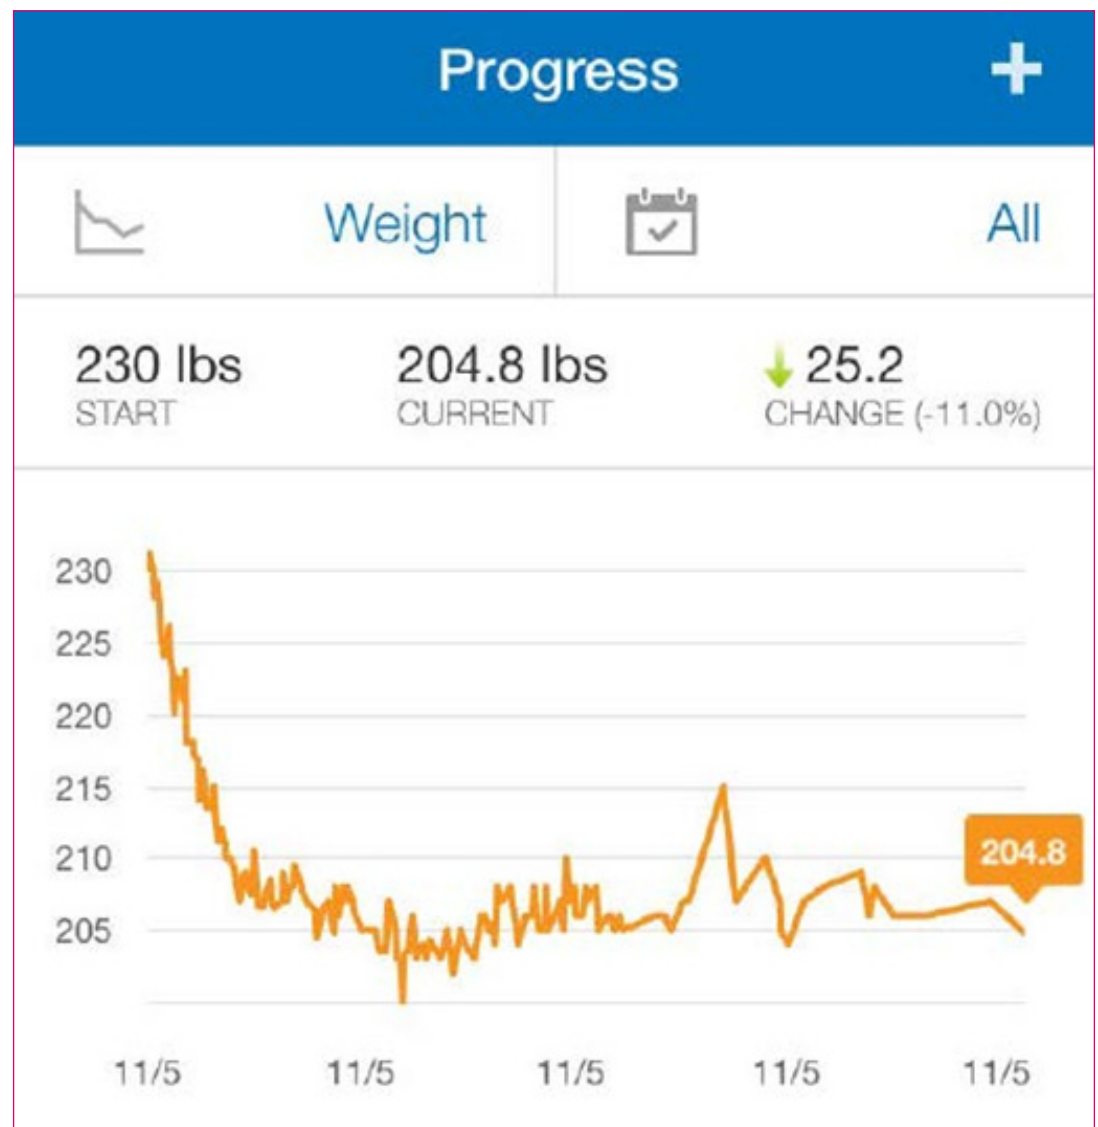 Progress +
Weight All
230 lbs 204.8 lbs 25.2
START CURRENT CHANGE (-11.0%)
230
225
220
215
210
204.8
205
11/5 11/5 11/5 11/5 11/5